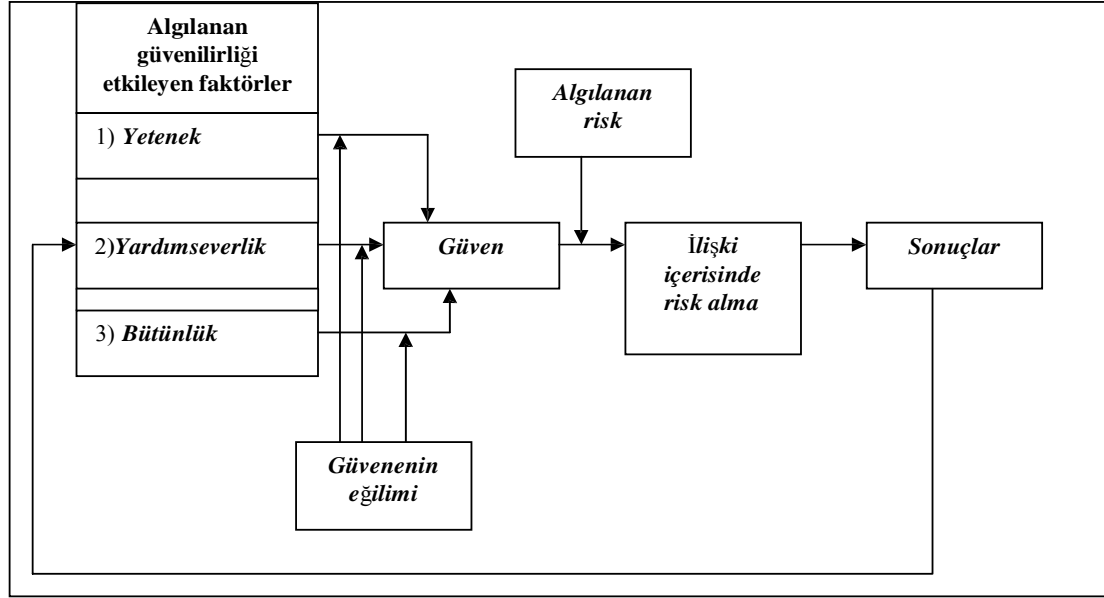 Algılanan
güvenilirliği
etkileyen faktörler
1) Yetenek
2)Yardımseverlik
3) Bütünlük
Güven
Algılanan
risk
İlişki
içerisinde
risk alma
Sonuçlar
Güvenenin
eğilimi